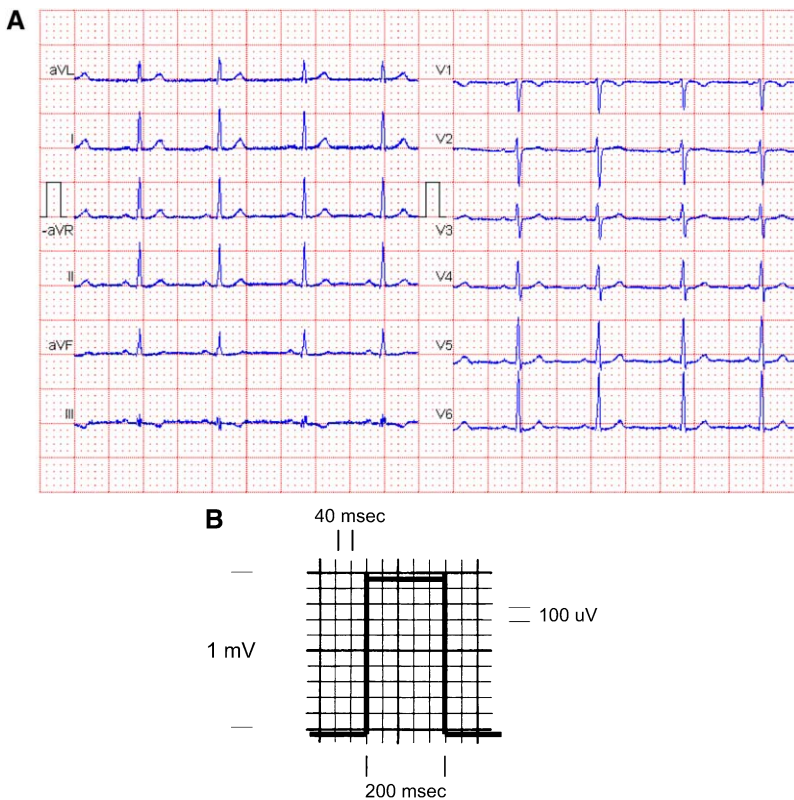 A
aVL
I
-aVR
II
aVF
III
V1
V2
V3
V4
V5
V6
B
40 msec
1 mV
100 uV
200 msec